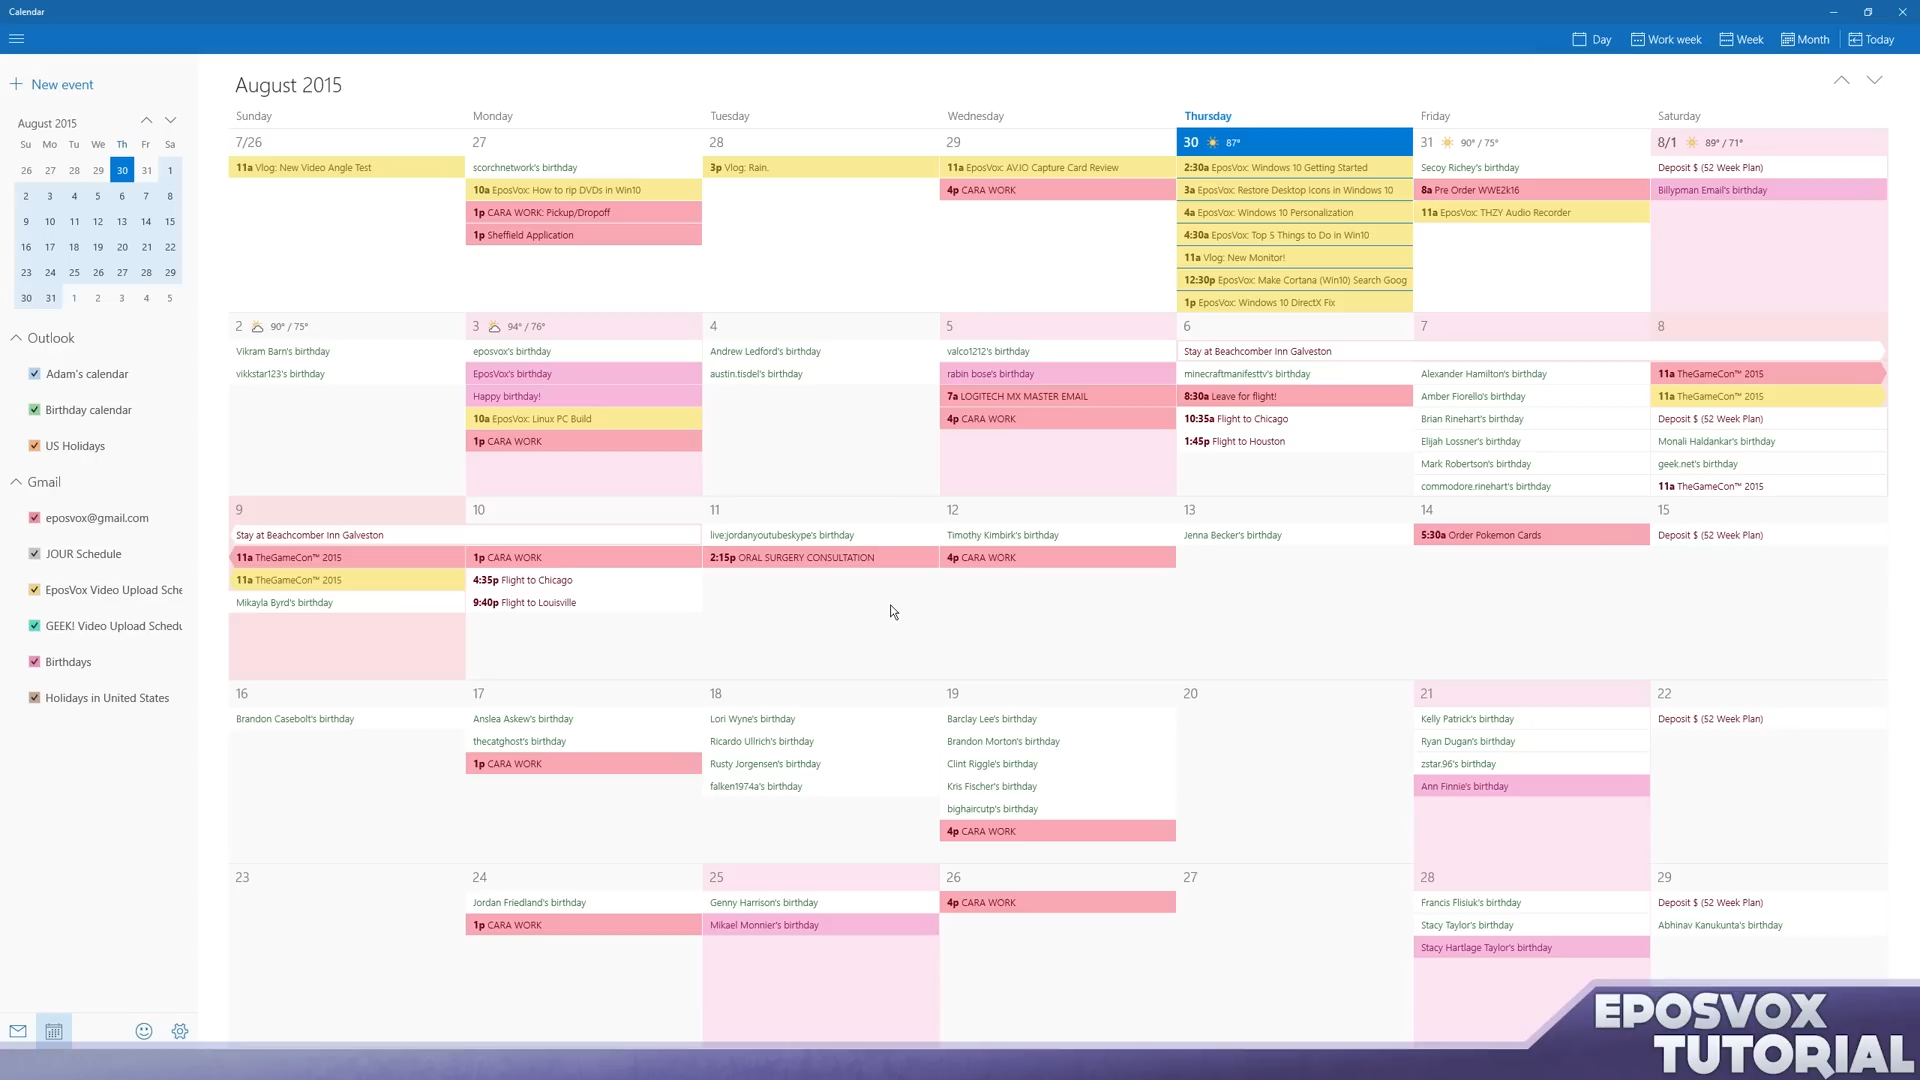 Calendar
Day
Work week
Week
Month
Today
New event
August 2015
Su Mo Tu We Th Fr Sa
26 27 28 29 30 31 1
2 3 4 5 6 7 8
9 10 11 12 13 14 15
16 17 18 19 20 21 22
23 24 25 26 27 28 29
30 31 1 2 3 4 5
Outlook
Adam's calendar
Birthday calendar
US Holidays
Gmail
eposvox@gmail.com
JOUR Schedule
EposVox Video Upload Sche
GEEK! Video Upload Schedu
Birthdays
Holidays in United States
August 2015
Sunday Monday Tuesday Wednesday Thursday Friday Saturday
7/26
11a Vlog: New Video Angle Test
27
scorchnetwork's birthday
10a EposVox: How to rip DVDs in Win10
1p CARA WORK: Pickup/Dropoff
1p Sheffield Application
28
3p Vlog: Rain.
29
11a EposVox: AV.IO Capture Card Review
4p CARA WORK
30 87°
2:30a EposVox: Windows 10 Getting Started
3a EposVox: Restore Desktop Icons in Windows 10
4a EposVox: Windows 10 Personalization
4:30a EposVox: Top 5 Things to Do in Win10
11a Vlog: New Monitor!
12:30p EposVox: Make Cortana (Win10) Search Goog
1p EposVox: Windows 10 DirectX Fix
31 90° / 75°
Secoy Richey's birthday
8a Pre Order WWE2k16
11a EposVox: THZY Audio Recorder
8/1 89° / 71°
Deposit $ (52 Week Plan)
Billypman Email's birthday
2 90° / 75°
Vikram Barn's birthday
vikkstar123's birthday
3 94° / 76°
eposvox's birthday
EposVox's birthday
Happy birthday!
10a EposVox: Linux PC Build
1p CARA WORK
4
Andrew Ledford's birthday
austin.tisdel's birthday
5
valco1212's birthday
rabin bose's birthday
7a LOGITECH MX MASTER EMAIL
4p CARA WORK
6
Stay at Beachcomber Inn Galveston
minecraftmanifesttv's birthday
8:30a Leave for flight!
10:35a Flight to Chicago
1:45p Flight to Houston
7
Alexander Hamilton's birthday
Amber Fiorello's birthday
Brian Rinehart's birthday
Elijah Lossner's birthday
Mark Robertson's birthday
commodore.rinehart's birthday
8
11a TheGameCon™ 2015
11a TheGameCon™ 2015
Deposit $ (52 Week Plan)
Monali Haldankar's birthday
geek.net's birthday
11a TheGameCon™ 2015
9
Stay at Beachcomber Inn Galveston
11a TheGameCon™ 2015
11a TheGameCon™ 2015
Mikayla Byrd's birthday
10
1p CARA WORK
4:35p Flight to Chicago
9:40p Flight to Louisville
11
live:jordanyoutubeskype's birthday
2:15p ORAL SURGERY CONSULTATION
12
Timothy Kimbirk's birthday
4p CARA WORK
13
Jenna Becker's birthday
14
5:30a Order Pokemon Cards
15
Deposit $ (52 Week Plan)
16
Brandon Casebolt's birthday
17
Anslea Askew's birthday
thecatghost's birthday
1p CARA WORK
18
Lori Wyne's birthday
Ricardo Ullrich's birthday
Rusty Jorgensen's birthday
falken1974a's birthday
19
Barclay Lee's birthday
Brandon Morton's birthday
Clint Riggle's birthday
Kris Fischer's birthday
bighaircutp's birthday
4p CARA WORK
20
21
Kelly Patrick's birthday
Ryan Dugan's birthday
zstar.96's birthday
Ann Finnie's birthday
22
Deposit $ (52 Week Plan)
23
24
Jordan Friedland's birthday
1p CARA WORK
25
Genny Harrison's birthday
Mikael Monnier's birthday
26
4p CARA WORK
27
28
Francis Flisiuk's birthday
Stacy Taylor's birthday
Stacy Hartlage Taylor's birthday
29
Deposit $ (52 Week Plan)
Abhinav Kanukunta's birthday
EPOSVOX
TUTORIAL